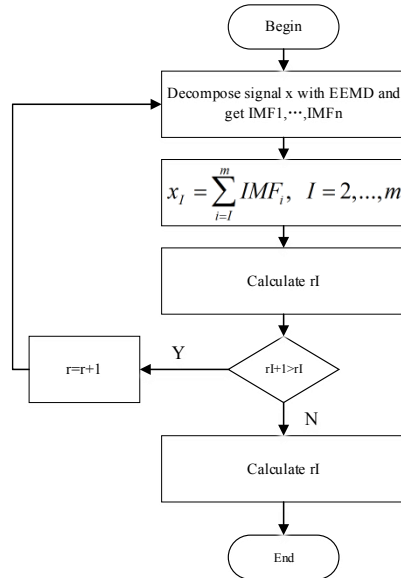 Begin
Decompose signal x with EEMD and
get IMF1,⋯,IMFn
x_I = ∑_{i=I}^{m} IMF_i, I = 2,...,m
Calculate rI
rI+1>rI
Y
r=r+1
N
Calculate rI
End